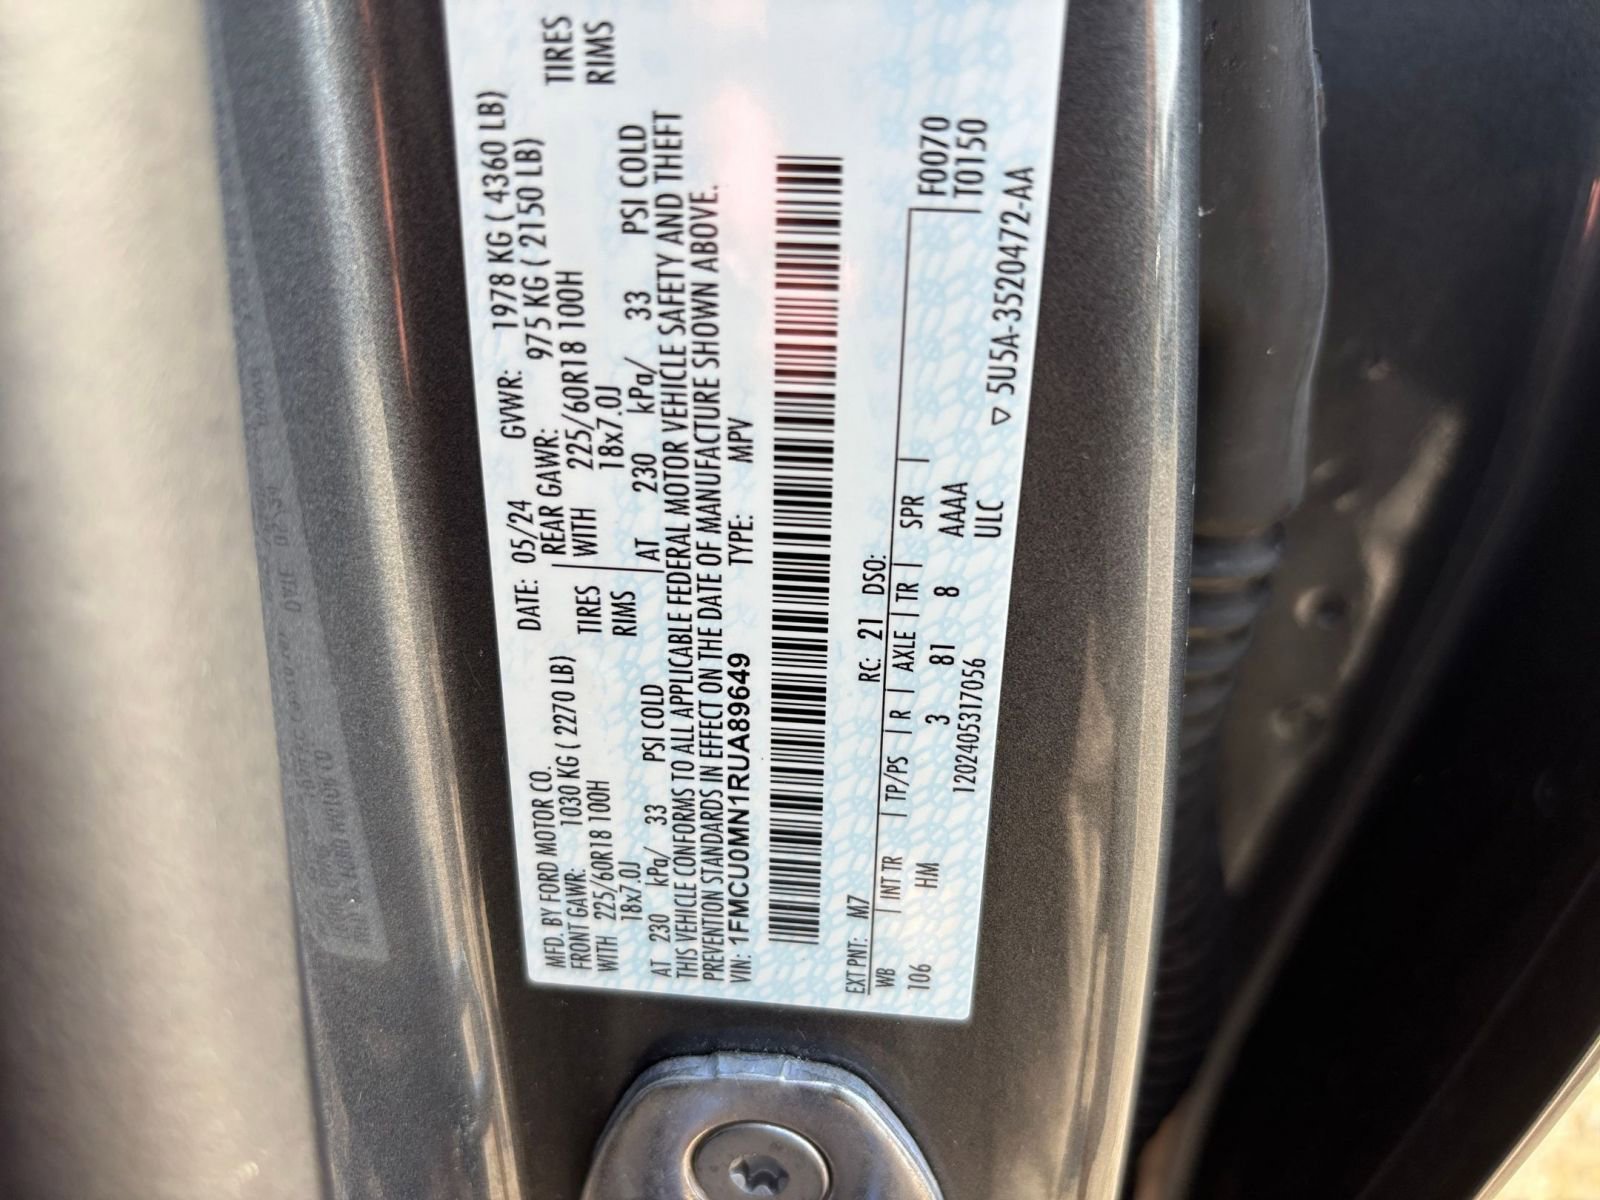 MFD. BY FORD MOTOR CO.
DATE: 05/24 GVWR: 1978 KG ( 4360 LB)
FRONT GAWR: 1030 KG ( 2270 LB)
REAR GAWR: 975 KG ( 2150 LB)
WITH 225/60R18 100H TIRES
WITH 225/60R18 100H TIRES
18x7.0J RIMS
18x7.0J RIMS
AT 230 kPa/ 33 PSI COLD
AT 230 kPa/ 33 PSI COLD
THIS VEHICLE CONFORMS TO ALL APPLICABLE FEDERAL MOTOR VEHICLE SAFETY AND THEFT
PREVENTION STANDARDS IN EFFECT ON THE DATE OF MANUFACTURE SHOWN ABOVE.
VIN: 1FMCU0MN1RUA89649 TYPE: MPV
EXT PNT: M7 RC: 21 DSO:
WB | INT TR | TP/PS | R | AXLE | TR | SPR | F0070
106 HM 3 81 8 AAAA T0150
1202405317056 ULC
▽ 5U5A-3520472-AA